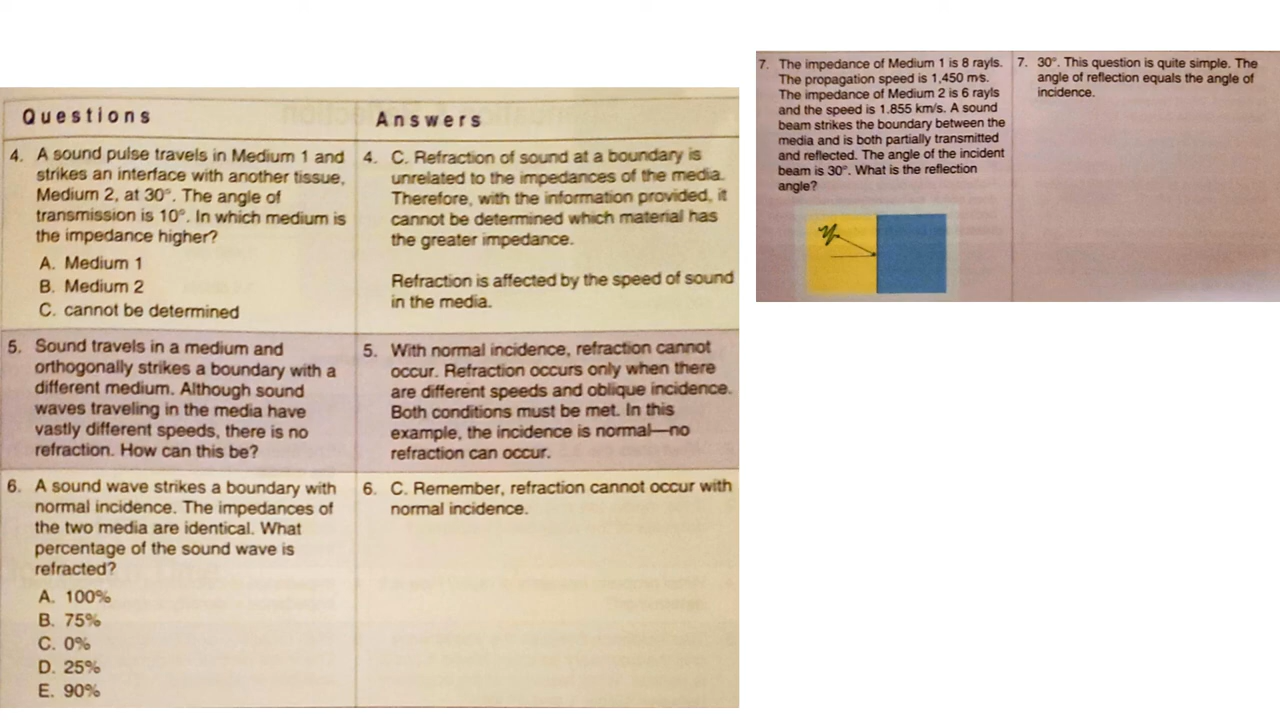 Questions
Answers
4. A sound pulse travels in Medium 1 and
strikes an interface with another tissue,
Medium 2, at 30°. The angle of
transmission is 10°. In which medium is
the impedance higher?
A. Medium 1
B. Medium 2
C. cannot be determined
4. C. Refraction of sound at a boundary is
unrelated to the impedances of the media.
Therefore, with the information provided, it
cannot be determined which material has
the greater impedance.
Refraction is affected by the speed of sound
in the media.
5. Sound travels in a medium and
orthogonally strikes a boundary with a
different medium. Although sound
waves traveling in the media have
vastly different speeds, there is no
refraction. How can this be?
5. With normal incidence, refraction cannot
occur. Refraction occurs only when there
are different speeds and oblique incidence.
Both conditions must be met. In this
example, the incidence is normal—no
refraction can occur.
6. A sound wave strikes a boundary with
normal incidence. The impedances of
the two media are identical. What
percentage of the sound wave is
refracted?
A. 100%
B. 75%
C. 0%
D. 25%
E. 90%
6. C. Remember, refraction cannot occur with
normal incidence.
7. The impedance of Medium 1 is 8 rayls.
The propagation speed is 1,450 m/s.
The impedance of Medium 2 is 6 rayls
and the speed is 1.855 km/s. A sound
beam strikes the boundary between the
media and is both partially transmitted
and reflected. The angle of the incident
beam is 30°. What is the reflection
angle?
7. 30°. This question is quite simple. The
angle of reflection equals the angle of
incidence.